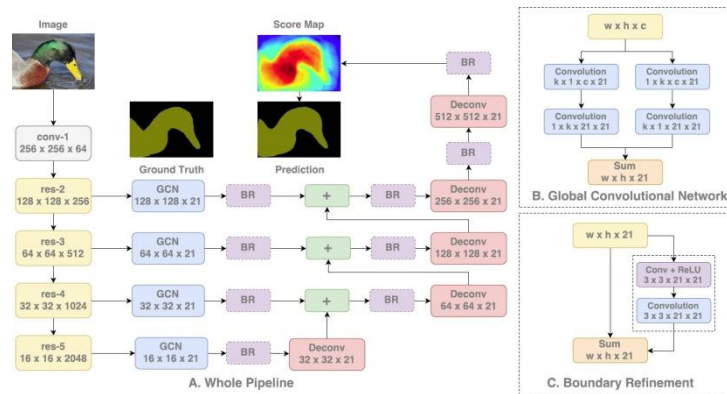 Image
Score Map
BR
conv-1
256 x 256 x 64
Ground Truth
Prediction
Deconv
512 x 512 x 21
BR
res-2
128 x 128 x 256
GCN
128 x 128 x 21
BR
+
BR
Deconv
256 x 256 x 21
res-3
64 x 64 x 512
GCN
64 x 64 x 21
BR
+
BR
Deconv
128 x 128 x 21
res-4
32 x 32 x 1024
GCN
32 x 32 x 21
BR
+
BR
Deconv
64 x 64 x 21
res-5
16 x 16 x 2048
GCN
16 x 16 x 21
BR
Deconv
32 x 32 x 21
A. Whole Pipeline
w x h x c
Convolution
k x 1 x c x 21
Convolution
1 x k x c x 21
Convolution
1 x k x 21 x 21
Convolution
k x 1 x 21 x 21
Sum
w x h x 21
B. Global Convolutional Network
w x h x 21
Conv + ReLU
3 x 3 x 21 x 21
Convolution
3 x 3 x 21 x 21
Sum
w x h x 21
C. Boundary Refinement